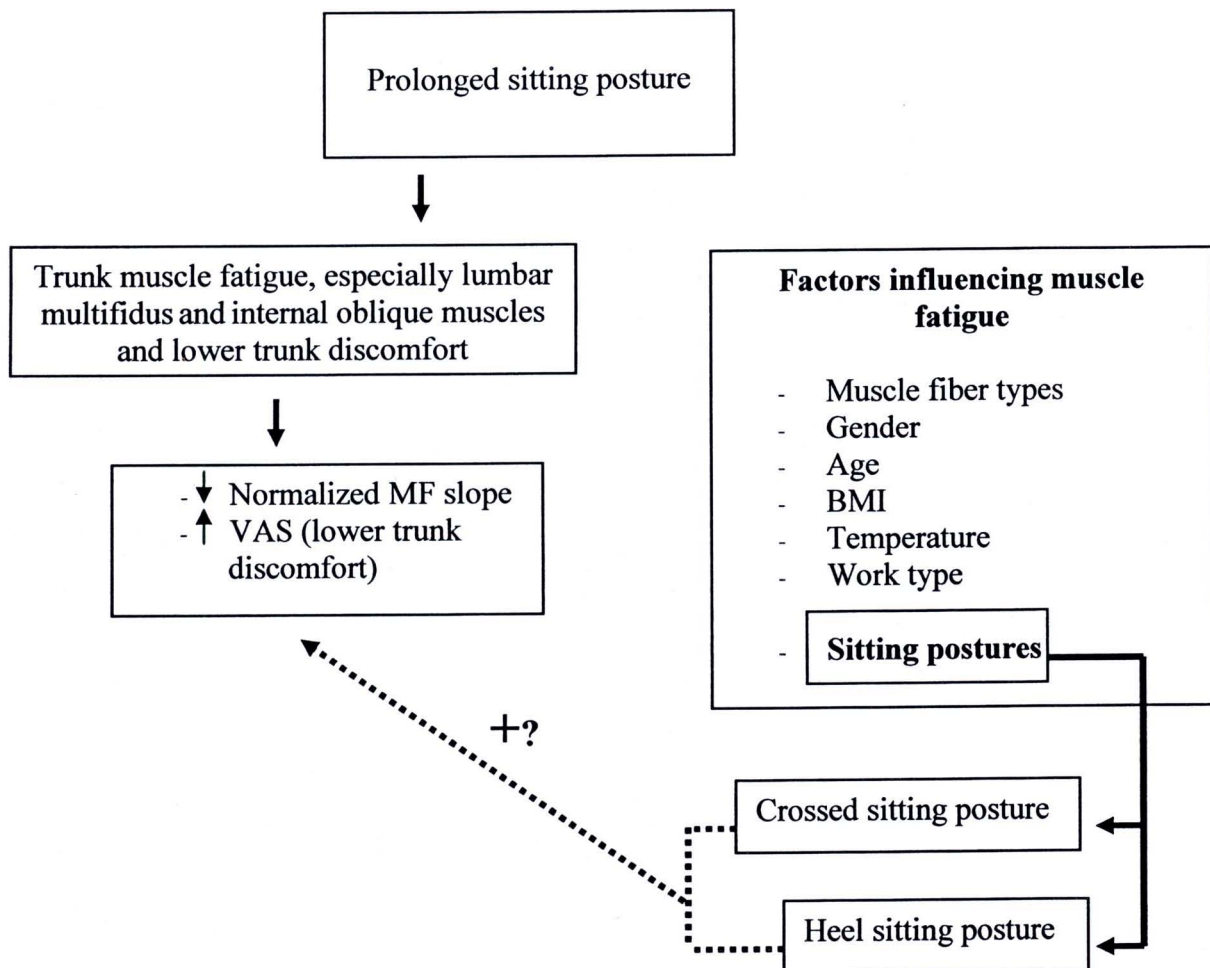 Prolonged sitting posture
Trunk muscle fatigue, especially lumbar
multifidus and internal oblique muscles
and lower trunk discomfort
- ↓ Normalized MF slope
- ↑ VAS (lower trunk
discomfort)
Factors influencing muscle
fatigue
- Muscle fiber types
- Gender
- Age
- BMI
- Temperature
- Work type
- Sitting postures
+?
Crossed sitting posture
Heel sitting posture